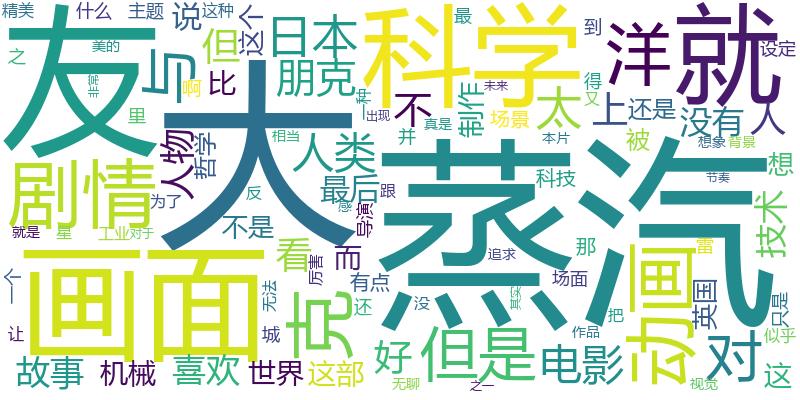 精美
什么
主题
说
这种
之
美的
这个
友
与
但
日本
科学
最
到
洋
就
设定
非常
啊
比
朋克
一种
未来
得
里
大
出现
不
制作
场景
太
又
上
还是
没有
人
人物
哲学
相当
人类
并
真是
本片
被
想象
背景
剧情
最后
科技
节奏
想
为了
反
跟
蒸汽
技术
就是
星
工业
对于
不是
感
导演
看
而
厉害
追求
那
雷
画面
一个
无法
克
有点
场面
动画
英国
只是
让
城
还
没
其实
把
作品
但是
对
似乎
故事
机械
喜欢
世界
这部
好
无聊
之一
电影
视觉
这